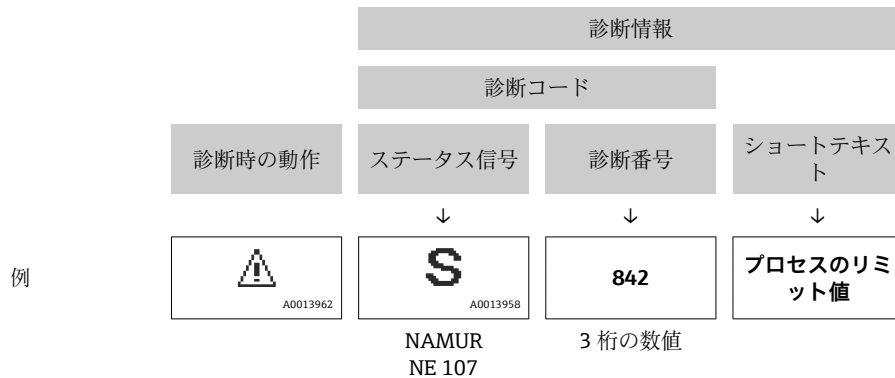 診断情報
診断コード
診断時の動作
ステータス信号
診断番号
ショートテキス
ト
↓
↓
↓
例
A0013962
S
A0013958
842
プロセスのリミ
ット値
NAMUR
NE 107
3 桁の数値